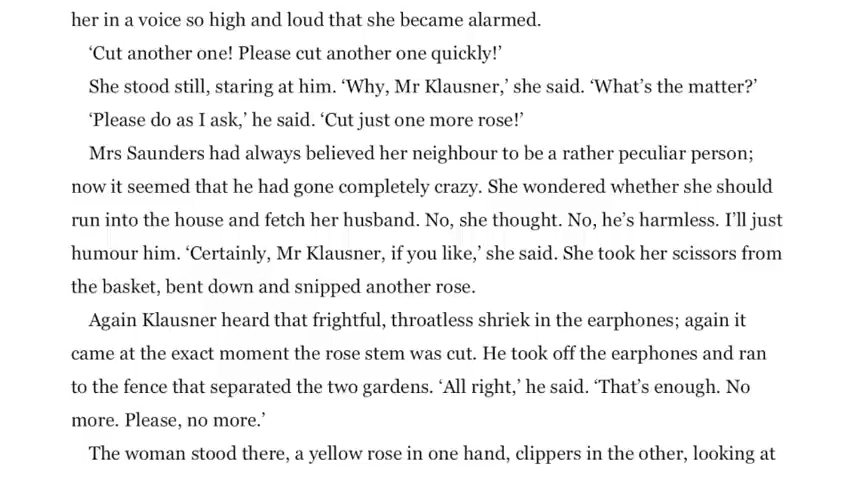 her in a voice so high and loud that she became alarmed.
‘Cut another one! Please cut another one quickly!’
She stood still, staring at him. ‘Why, Mr Klausner,’ she said. ‘What’s the matter?’
‘Please do as I ask,’ he said. ‘Cut just one more rose!’
Mrs Saunders had always believed her neighbour to be a rather peculiar person;
now it seemed that he had gone completely crazy. She wondered whether she should
run into the house and fetch her husband. No, she thought. No, he’s harmless. I’ll just
humour him. ‘Certainly, Mr Klausner, if you like,’ she said. She took her scissors from
the basket, bent down and snipped another rose.
Again Klausner heard that frightful, throatless shriek in the earphones; again it
came at the exact moment the rose stem was cut. He took off the earphones and ran
to the fence that separated the two gardens. ‘All right,’ he said. ‘That’s enough. No
more. Please, no more.’
The woman stood there, a yellow rose in one hand, clippers in the other, looking at